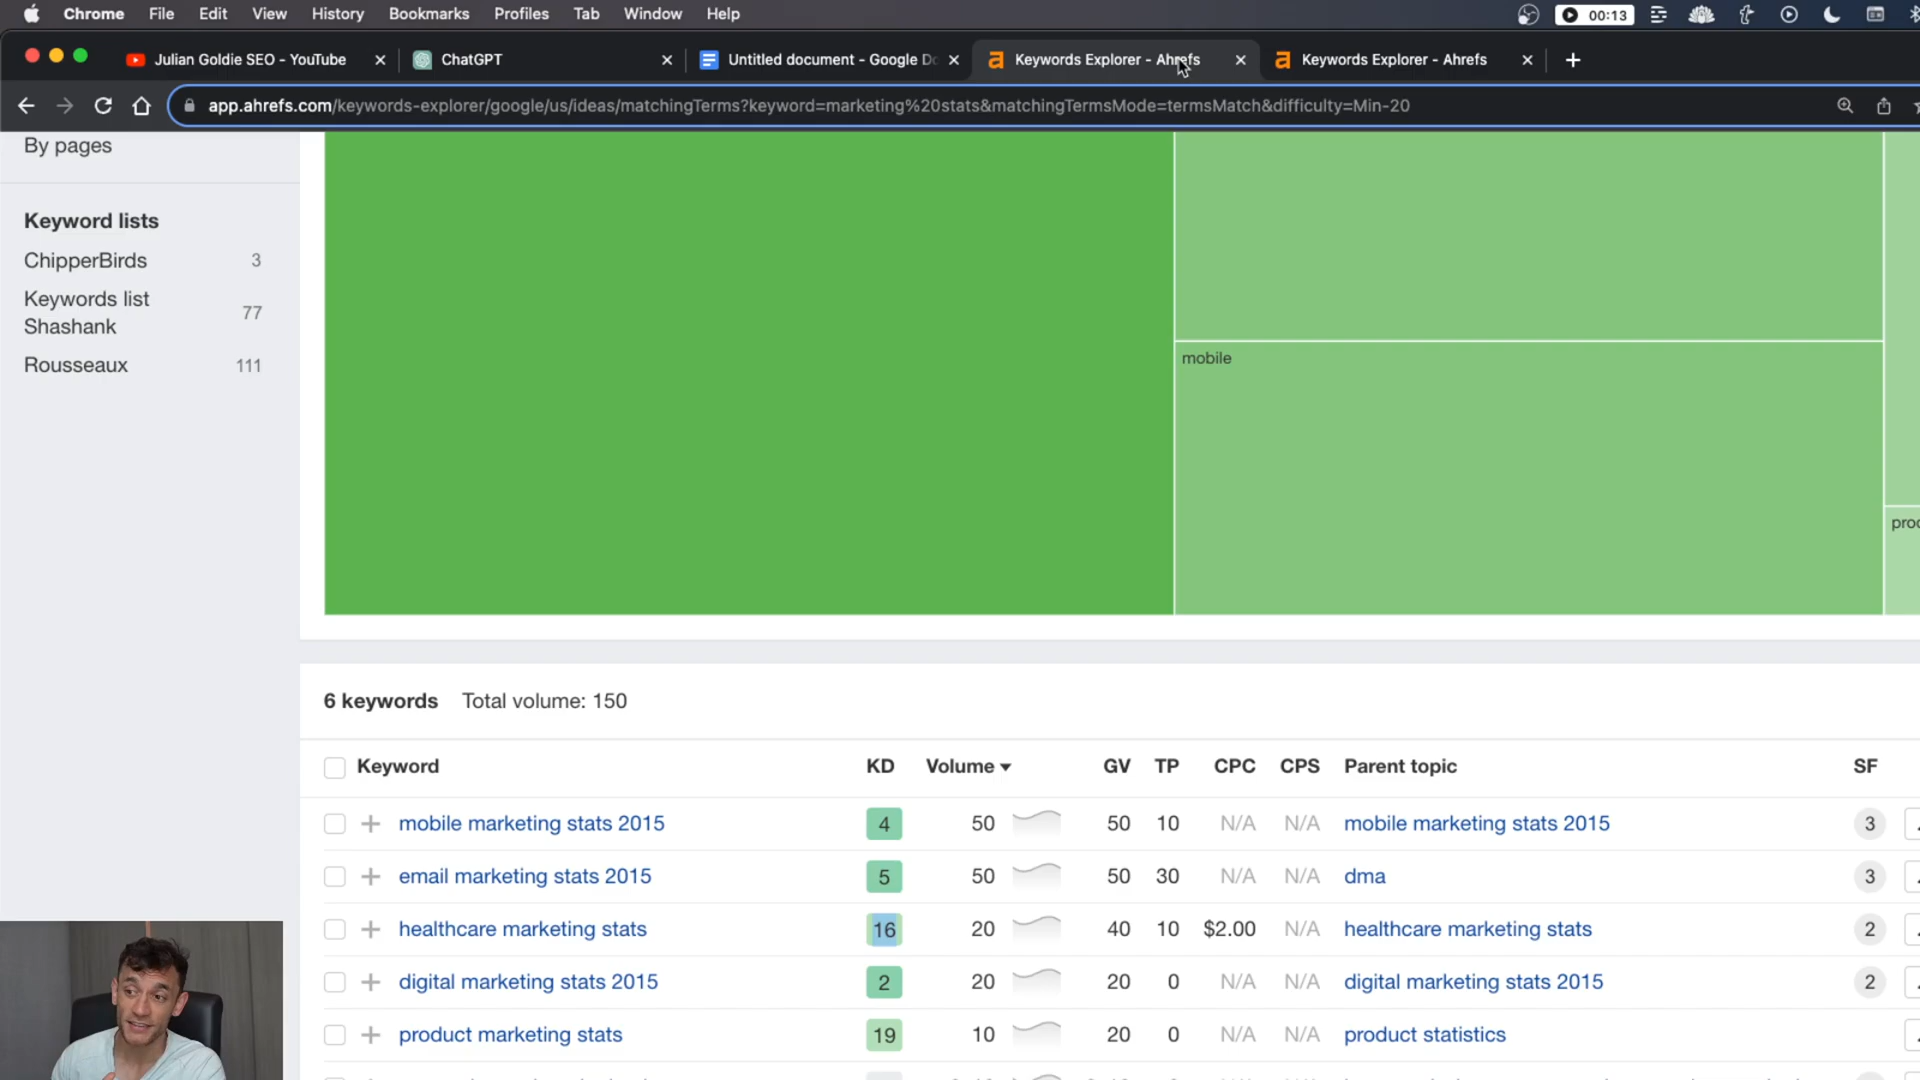 Chrome File Edit View History Bookmarks Profiles Tab Window Help 00:13
Julian Goldie SEO - YouTube ChatGPT Untitled document - Google Do Keywords Explorer - Ahrefs Keywords Explorer - Ahrefs
app.ahrefs.com/keywords-explorer/google/us/ideas/matchingTerms?keyword=marketing%20stats&matchingTermsMode=termsMatch&difficulty=Min-20
By pages
Keyword lists
ChipperBirds 3
Keywords list Shashank 77
Rousseaux 111
mobile
proc
6 keywords Total volume: 150
Keyword KD Volume GV TP CPC CPS Parent topic SF
mobile marketing stats 2015 4 50 50 10 N/A N/A mobile marketing stats 2015 3
email marketing stats 2015 5 50 50 30 N/A N/A dma 3
healthcare marketing stats 16 20 40 10 $2.00 N/A healthcare marketing stats 2
digital marketing stats 2015 2 20 20 0 N/A N/A digital marketing stats 2015 2
product marketing stats 19 10 20 0 N/A N/A product statistics